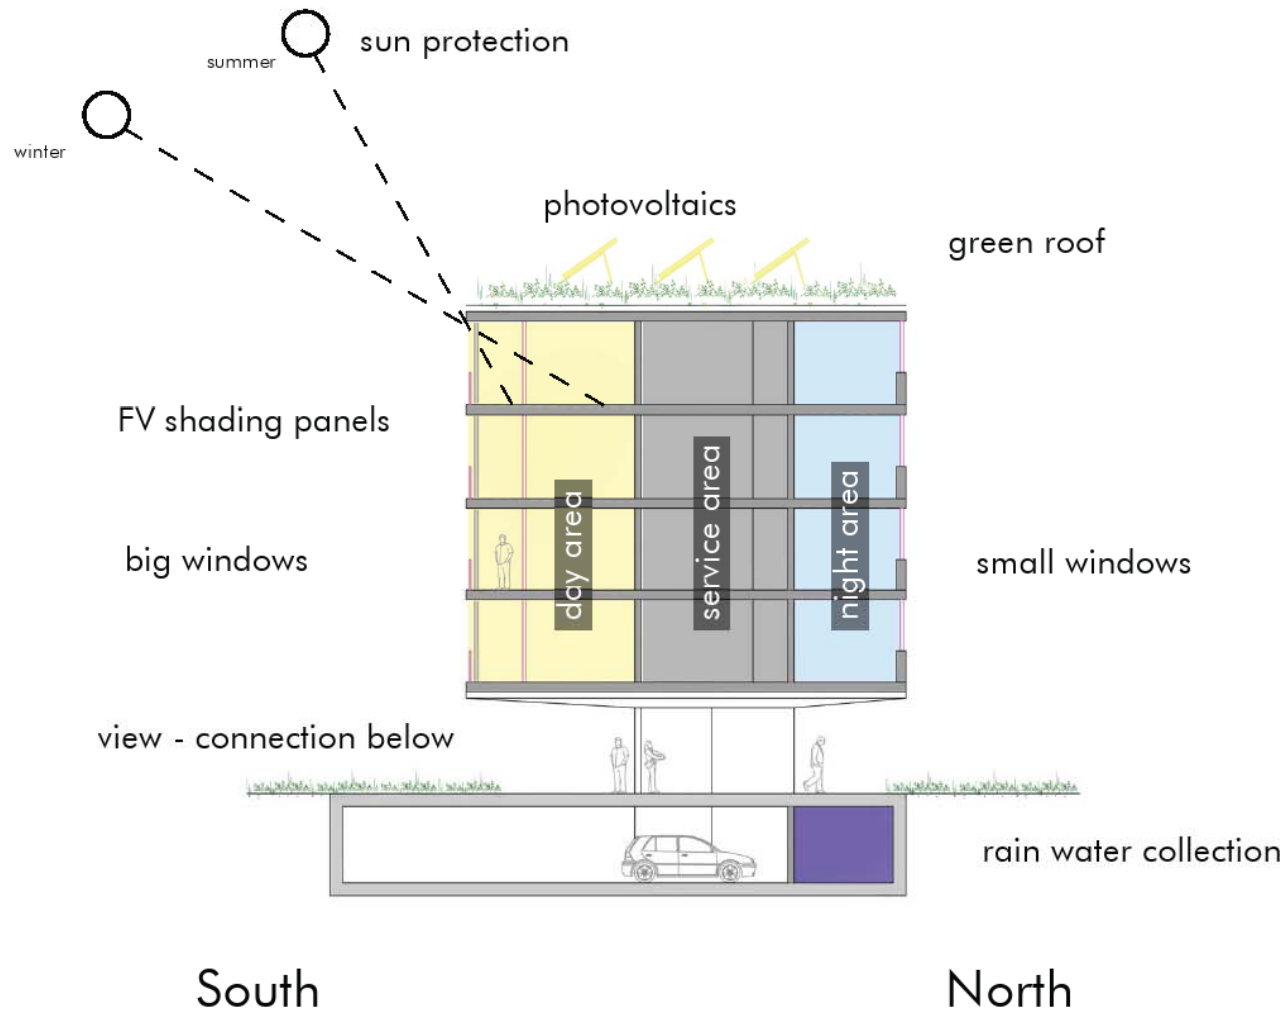 sun protection
summer
winter
photovoltaics
green roof
FV shading panels
big windows
day area
service area
night area
small windows
view - connection below
rain water collection
South
North